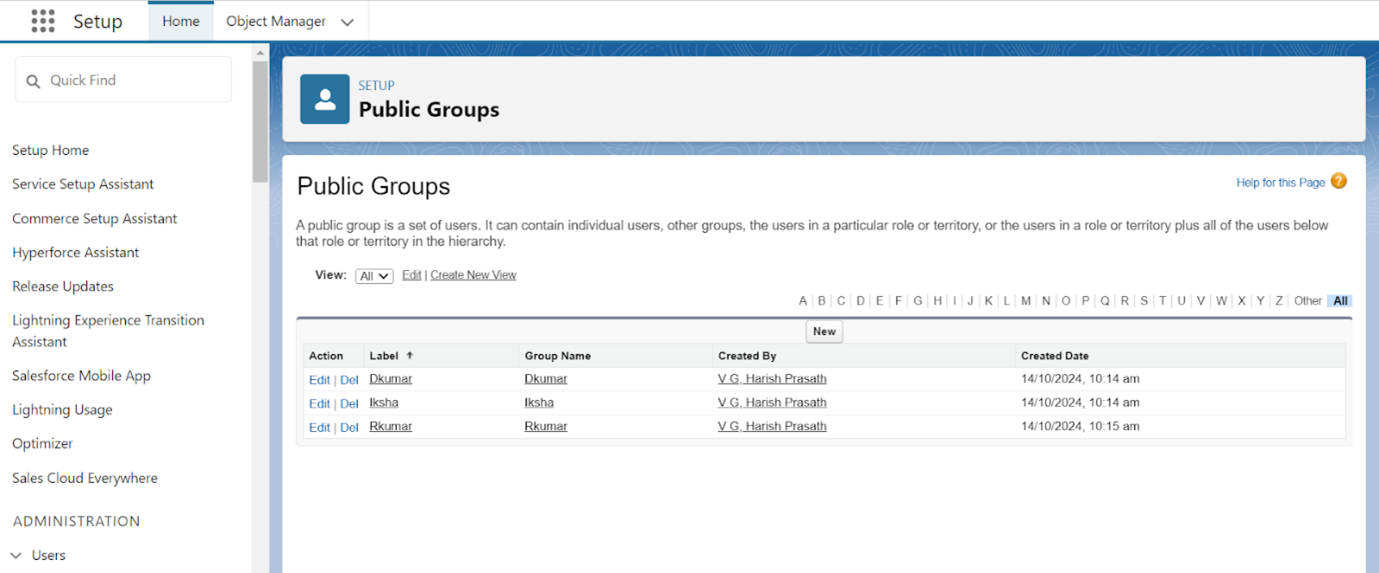 Setup Home Object Manager
Quick Find
Setup Home
Service Setup Assistant
Commerce Setup Assistant
Hyperforce Assistant
Release Updates
Lightning Experience Transition
Assistant
Salesforce Mobile App
Lightning Usage
Optimizer
Sales Cloud Everywhere
ADMINISTRATION
Users
SETUP
Public Groups
Public Groups
Help for this Page ?
A public group is a set of users. It can contain individual users, other groups, the users in a particular role or territory, or the users in a role or territory plus all of the users below
that role or territory in the hierarchy.
View: All Edit | Create New View
A | B | C | D | E | F | G | H | I | J | K | L | M | N | O | P | Q | R | S | T | U | V | W | X | Y | Z | Other | All
New
Action Label ↑ Group Name Created By Created Date
Edit | Del Dkumar Dkumar V G, Harish Prasath 14/10/2024, 10:14 am
Edit | Del Iksha Iksha V G, Harish Prasath 14/10/2024, 10:14 am
Edit | Del Rkumar Rkumar V G, Harish Prasath 14/10/2024, 10:15 am